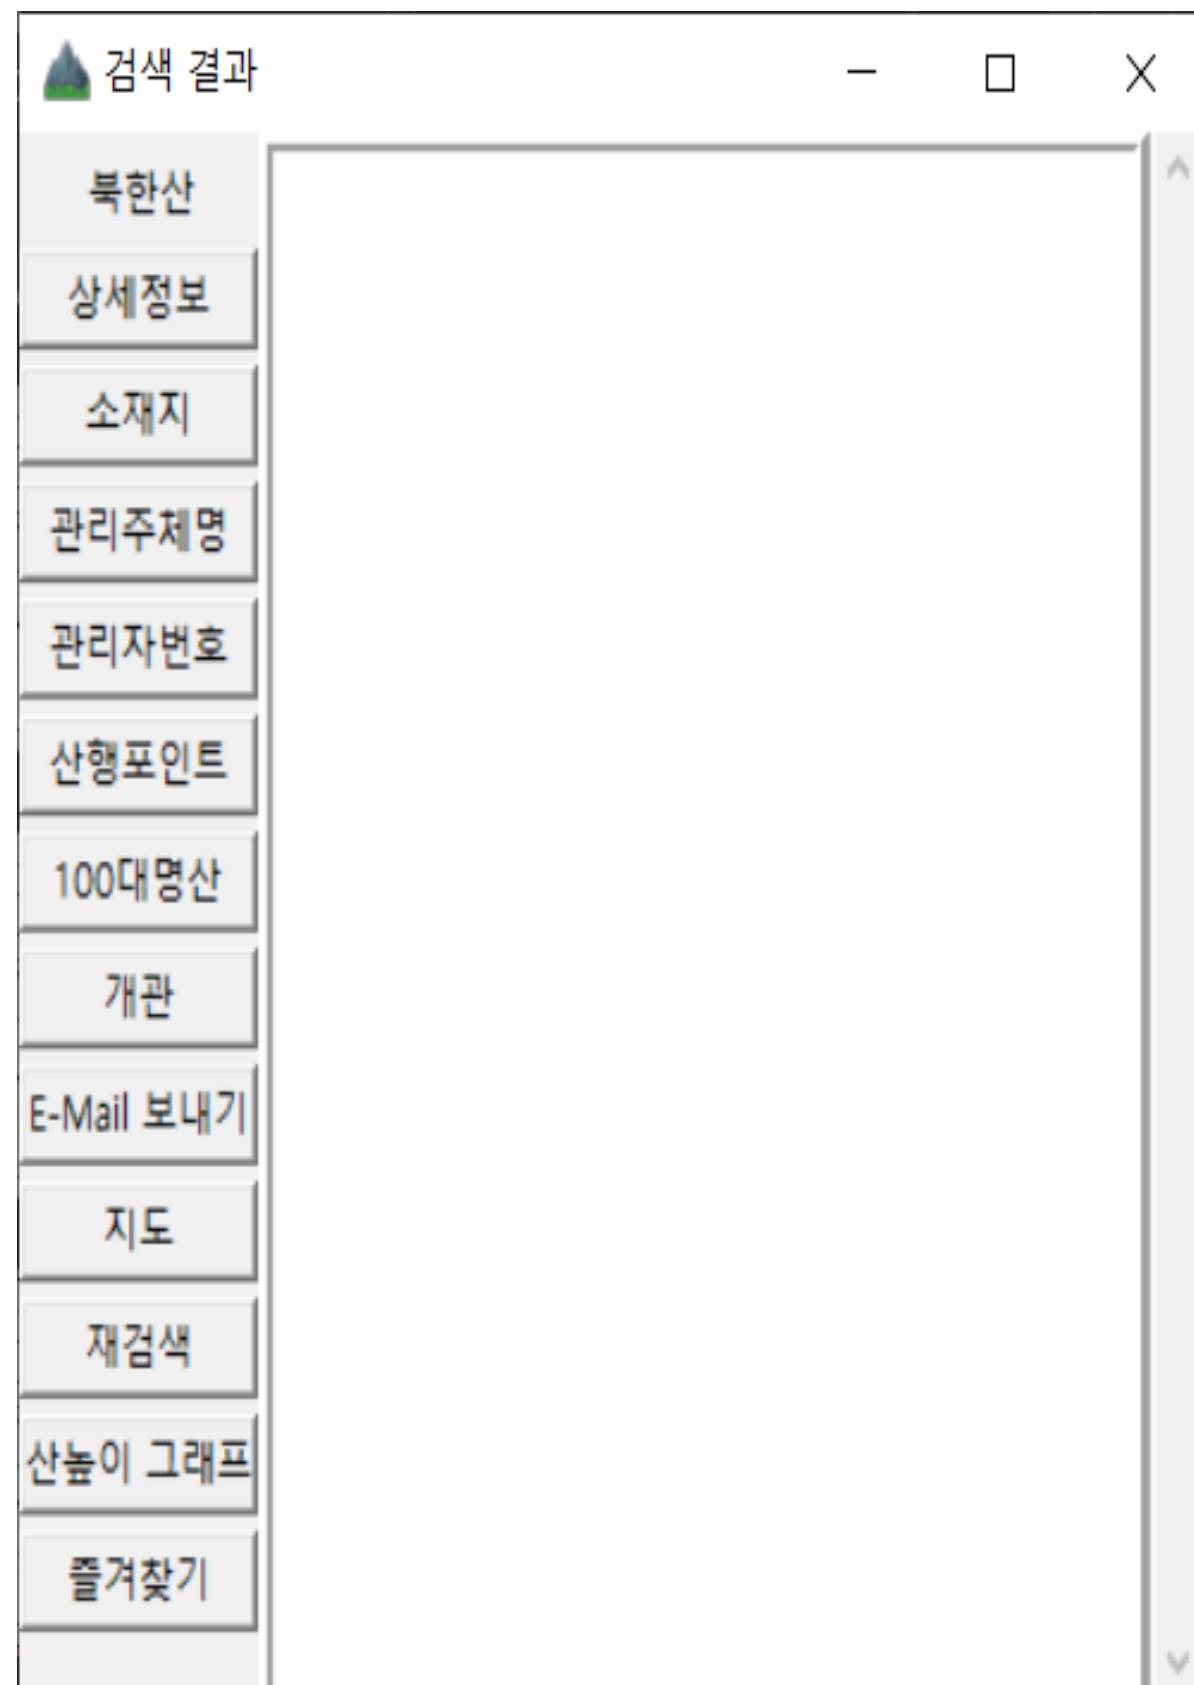 검색 결과
북한산
상세정보
소재지
관리주체명
관리자번호
산행포인트
100대명산
개관
E-Mail 보내기
지도
재검색
산높이 그래프
즐겨찾기